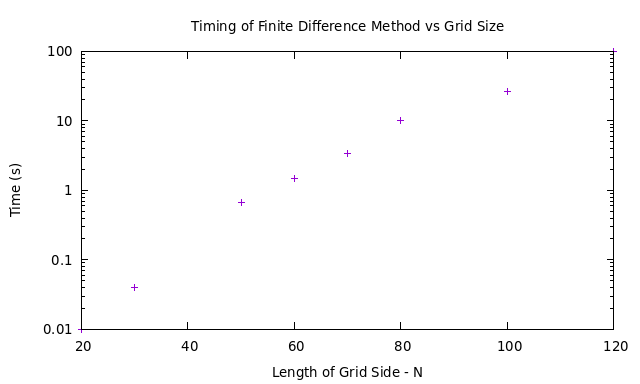 Timing of Finite Difference Method vs Grid Size
100
10
1
0.1
0.01
Time (s)
20 40 60 80 100 120
Length of Grid Side - N